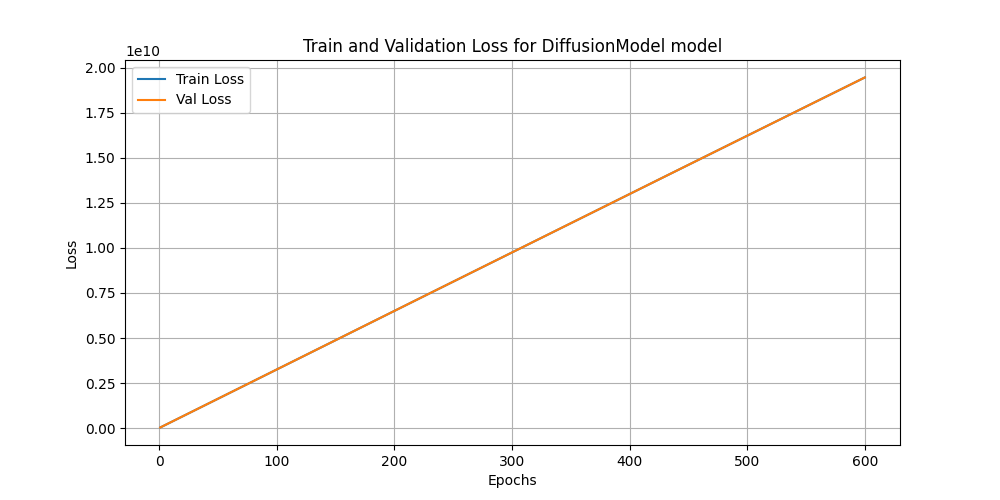 Train and Validation Loss for DiffusionModel model
1e10
Train Loss
Val Loss
2.00
1.75
1.50
1.25
1.00
0.75
0.50
0.25
0.00
Loss
0 100 200 300 400 500 600
Epochs